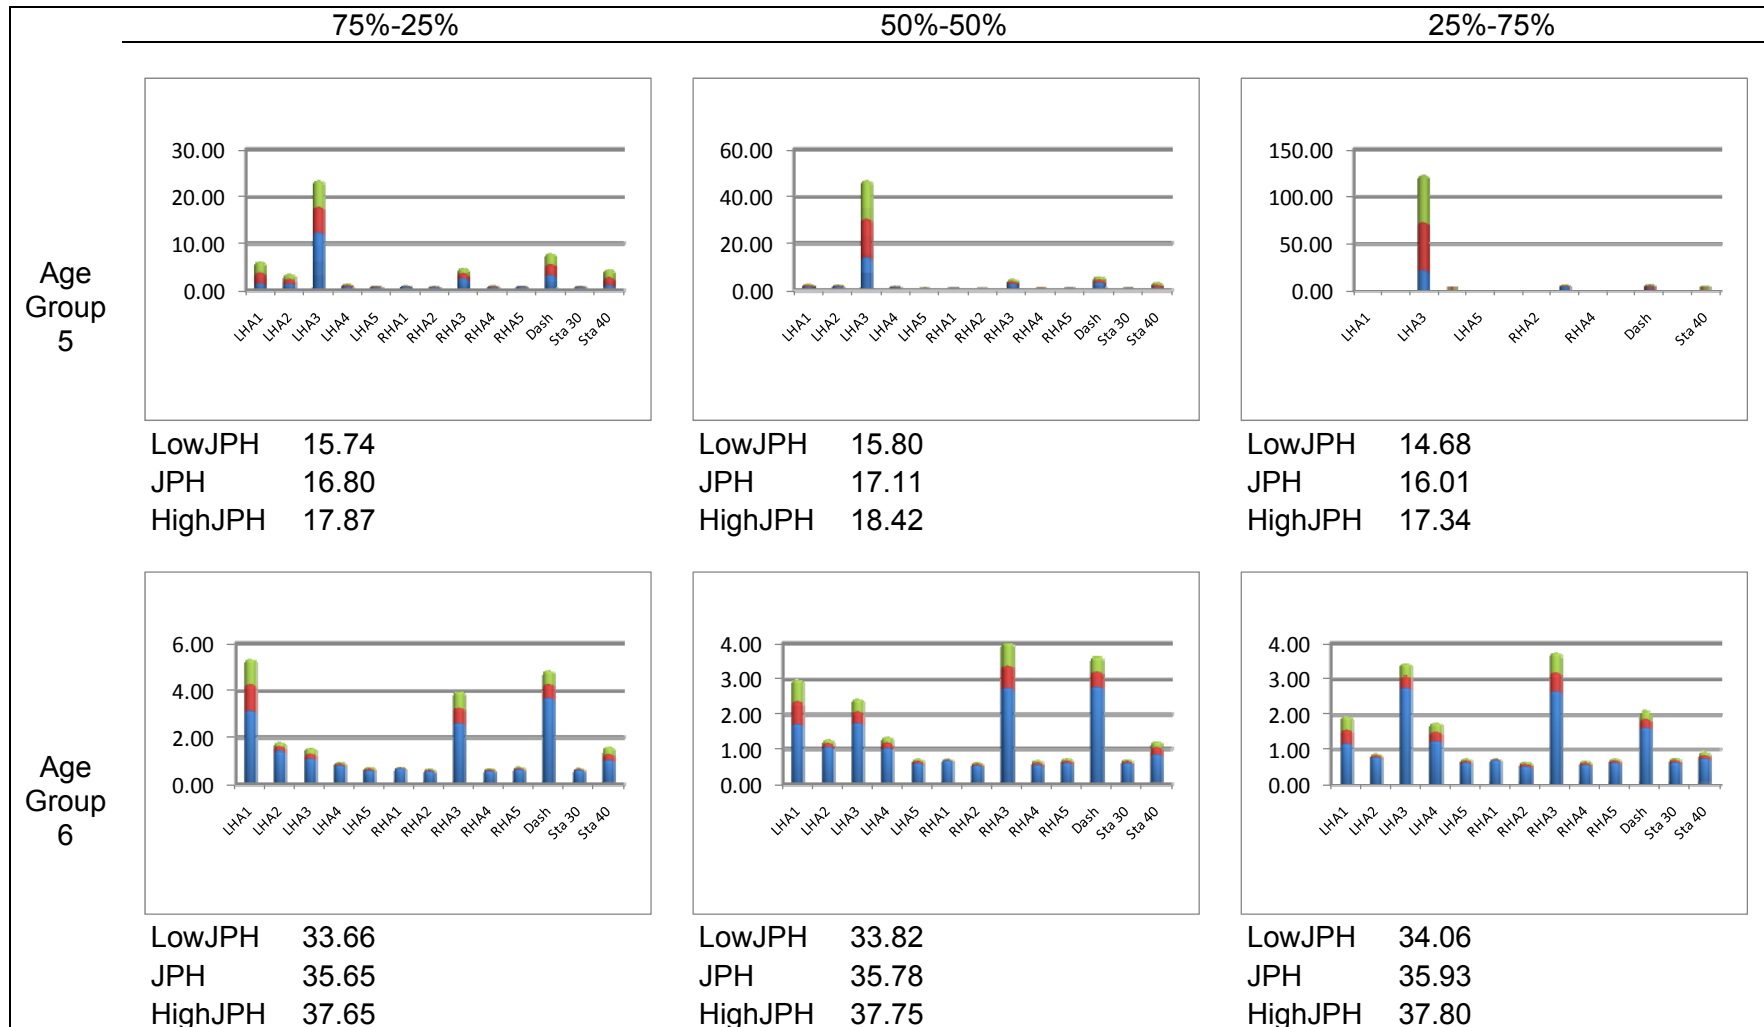 75%-25% 50%-50% 25%-75%
Age
Group
5
30.00
20.00
10.00
0.00
LHA1 LHA2 LHA3 LHA4 LHA5 RHA1 RHA2 RHA3 RHA4 RHA5 Dash Sta 30 Sta 40
60.00
40.00
20.00
0.00
LHA1 LHA2 LHA3 LHA4 LHA5 RHA1 RHA2 RHA3 RHA4 RHA5 Dash Sta 30 Sta 40
150.00
100.00
50.00
0.00
LHA1 LHA3 LHA5 RHA2 RHA4 Dash Sta 40
LowJPH 15.74
JPH 16.80
HighJPH 17.87
LowJPH 15.80
JPH 17.11
HighJPH 18.42
LowJPH 14.68
JPH 16.01
HighJPH 17.34
Age
Group
6
6.00
4.00
2.00
0.00
LHA1 LHA2 LHA3 LHA4 LHA5 RHA1 RHA2 RHA3 RHA4 RHA5 Dash Sta 30 Sta 40
4.00
3.00
2.00
1.00
0.00
LHA1 LHA2 LHA3 LHA4 LHA5 RHA1 RHA2 RHA3 RHA4 RHA5 Dash Sta 30 Sta 40
4.00
3.00
2.00
1.00
0.00
LHA1 LHA2 LHA3 LHA4 LHA5 RHA1 RHA2 RHA3 RHA4 RHA5 Dash Sta 30 Sta 40
LowJPH 33.66
JPH 35.65
HighJPH 37.65
LowJPH 33.82
JPH 35.78
HighJPH 37.75
LowJPH 34.06
JPH 35.93
HighJPH 37.80